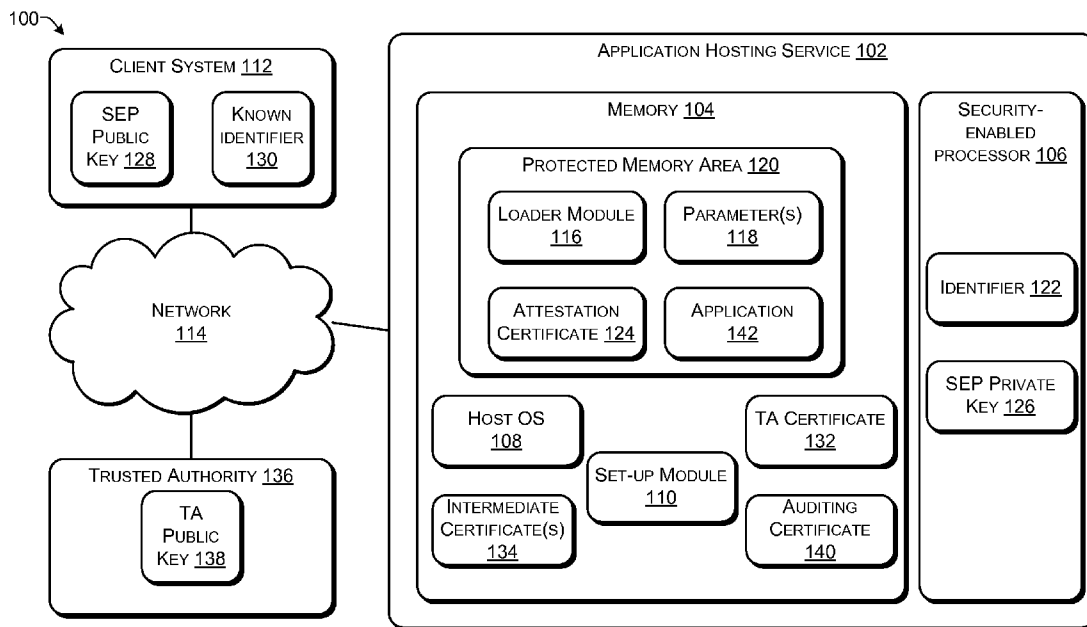 100
CLIENT SYSTEM 112
SEP
PUBLIC
KEY 128
KNOWN
IDENTIFIER
130
NETWORK
114
TRUSTED AUTHORITY 136
TA
PUBLIC
KEY 138
APPLICATION HOSTING SERVICE 102
MEMORY 104
PROTECTED MEMORY AREA 120
LOADER MODULE
116
PARAMETER(S)
118
ATTESTATION
CERTIFICATE 124
APPLICATION
142
HOST OS
108
TA CERTIFICATE
132
SET-UP MODULE
110
INTERMEDIATE
CERTIFICATE(S)
134
AUDITING
CERTIFICATE
140
SECURITY-
ENABLED
PROCESSOR 106
IDENTIFIER 122
SEP PRIVATE
KEY 126